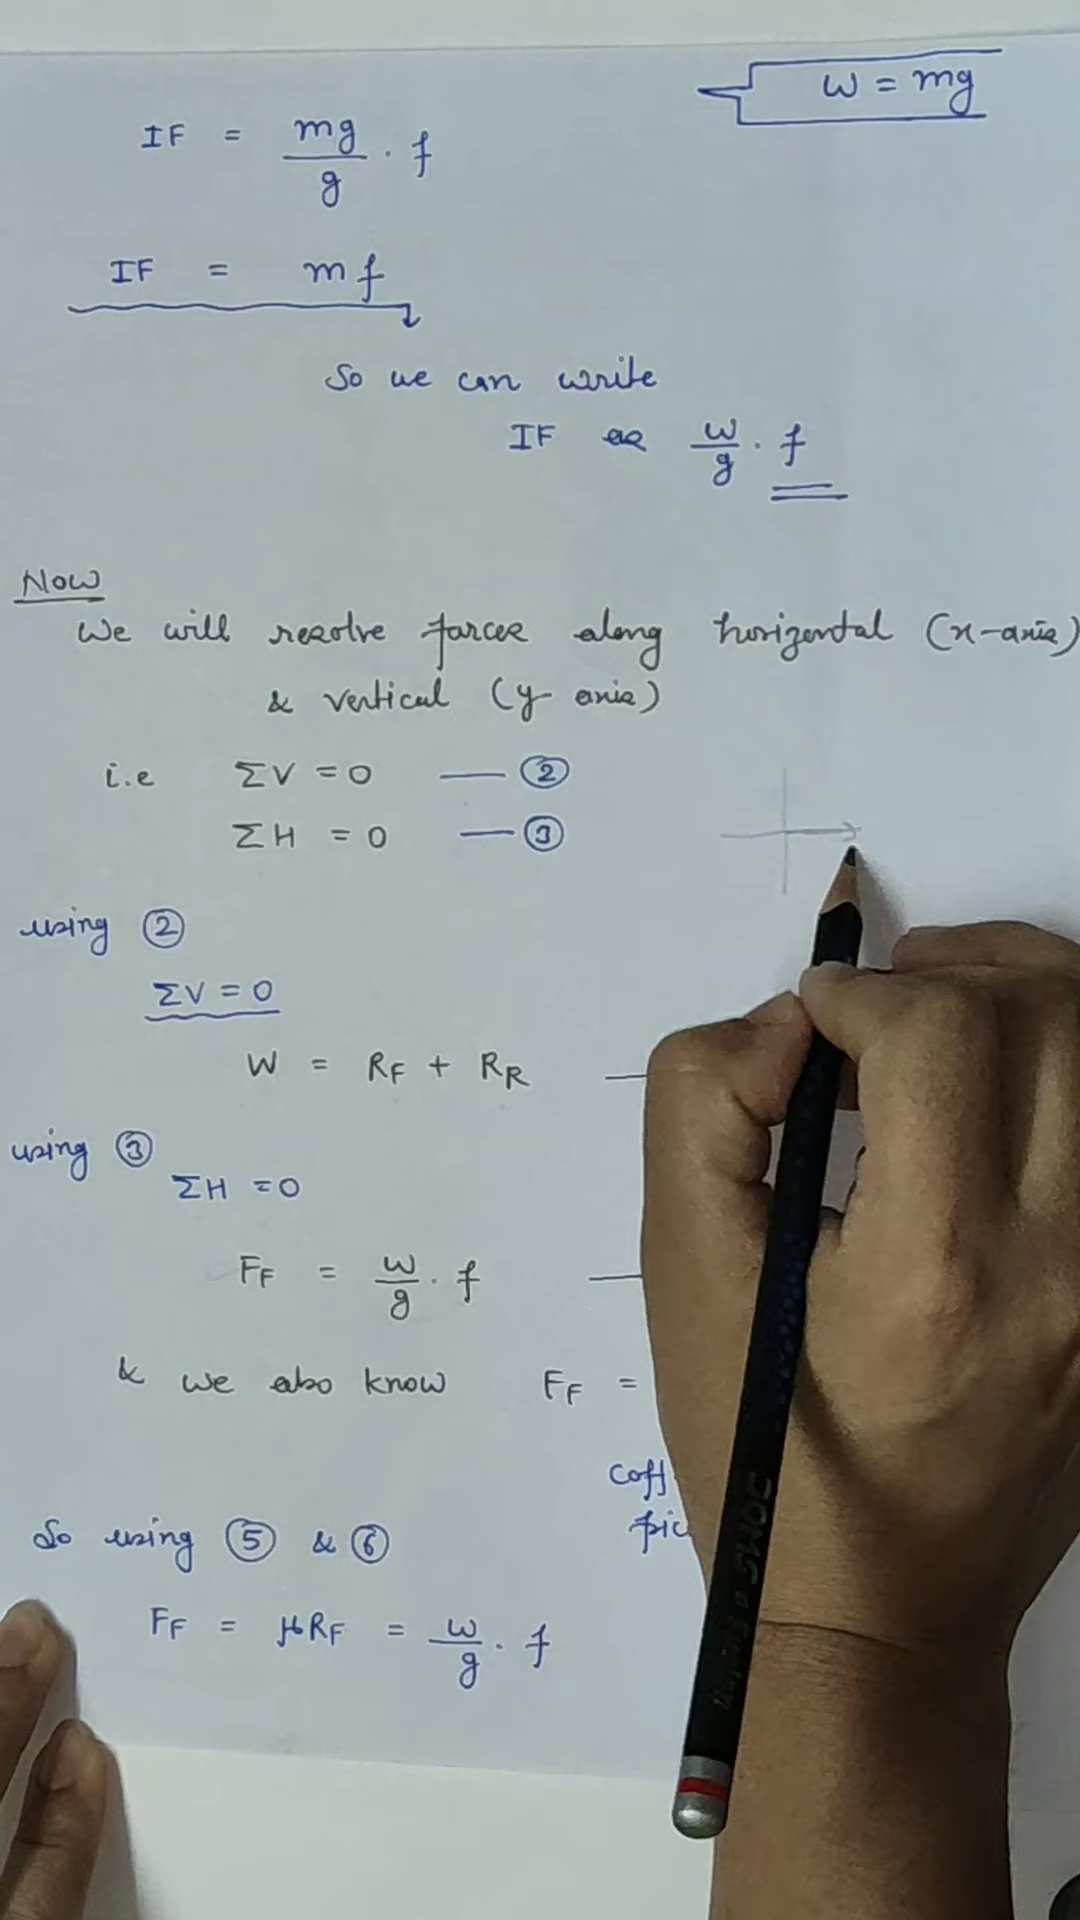 W = mg
IF = mg/g . f
IF = mf
So we can write
IF as w/g . f
Now
We will resolve forces along horizontal (x-axis)
& vertical (y axis)
i.e ΣV = 0 — ②
ΣH = 0 — ③
using ②
ΣV = 0
W = RF + RR —
using ③
ΣH = 0
FF = w/g . f —
& we also know FF =
Coff
So using ⑤ & ⑥
FF = μRF = w/g . f
DOMS